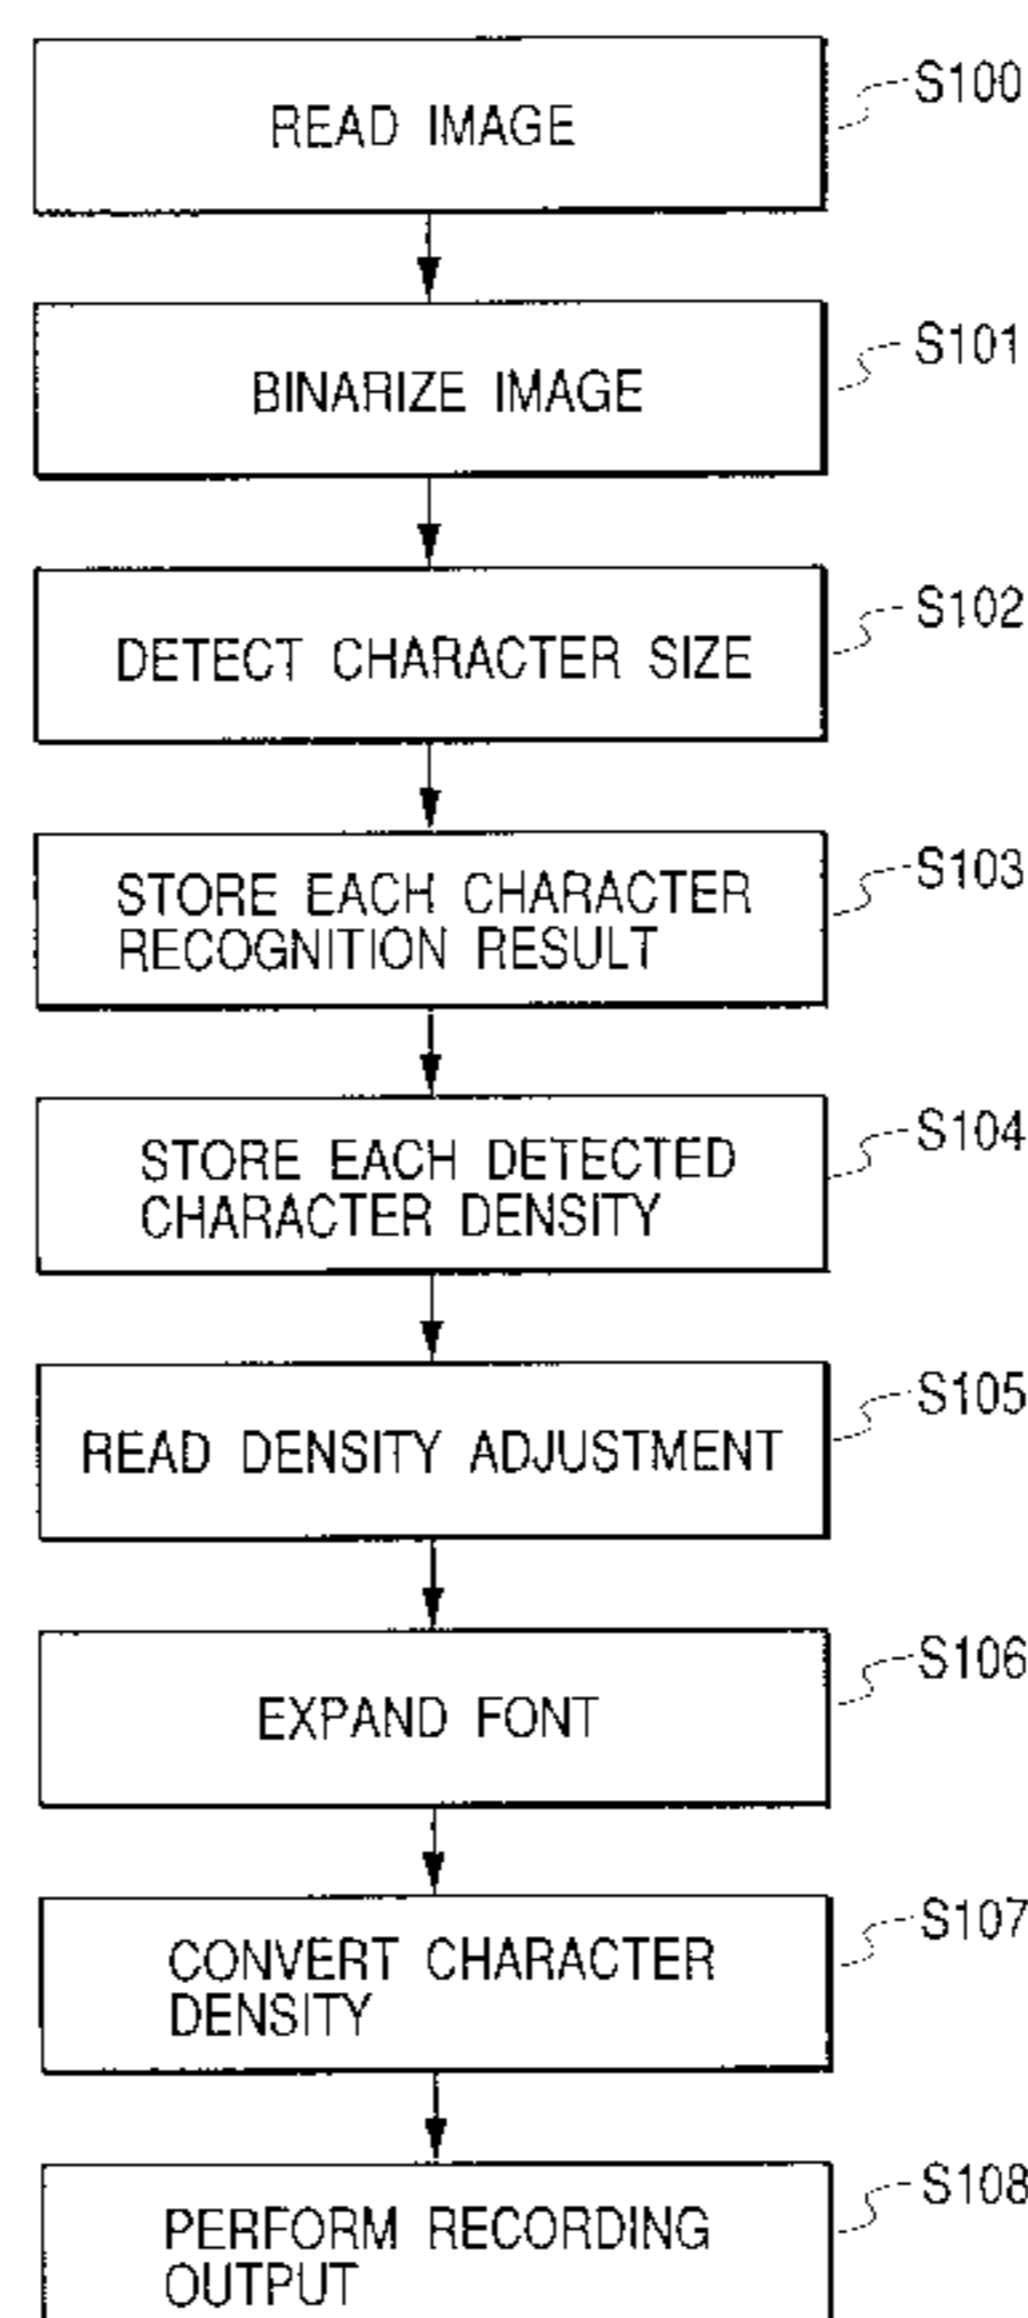 READ IMAGE
S100
BINARIZE IMAGE
S101
DETECT CHARACTER SIZE
S102
STORE EACH CHARACTER
RECOGNITION RESULT
S103
STORE EACH DETECTED
CHARACTER DENSITY
S104
READ DENSITY ADJUSTMENT
S105
EXPAND FONT
S106
CONVERT CHARACTER
DENSITY
S107
PERFORM RECORDING
OUTPUT
S108